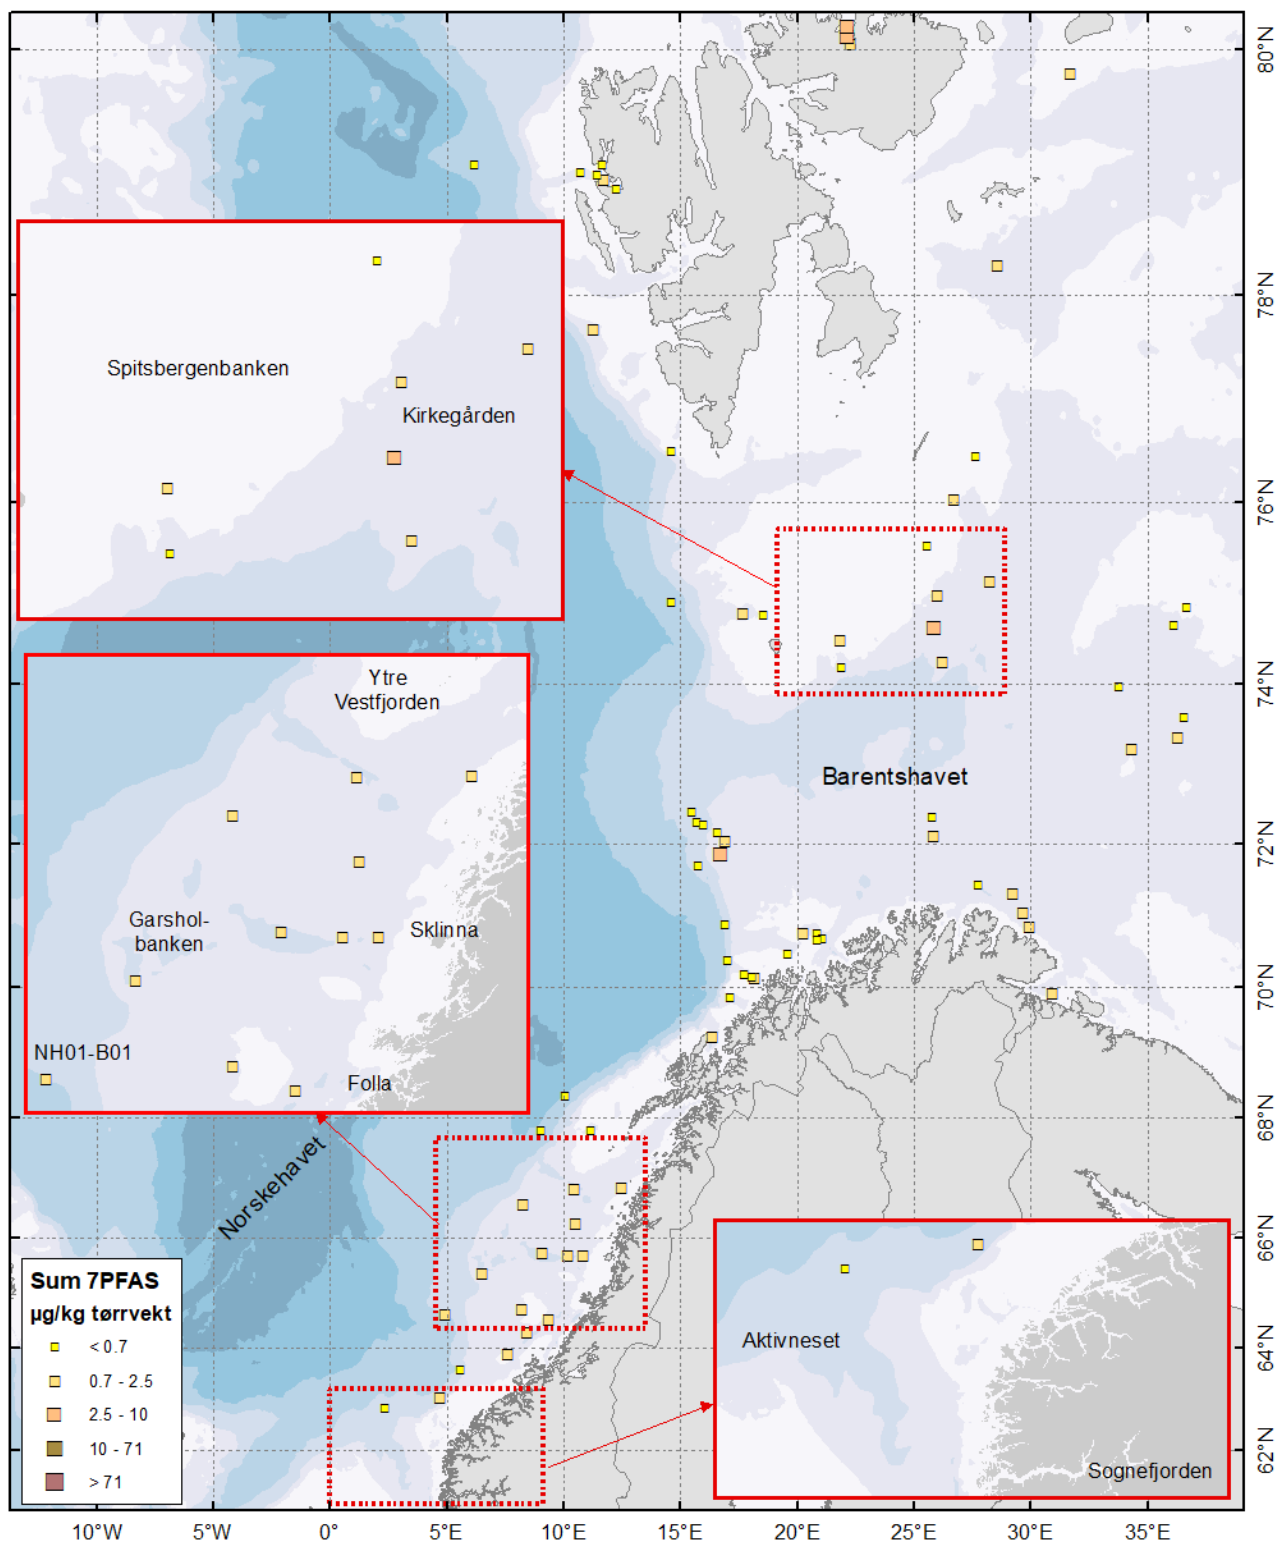 80°N
78°N
76°N
74°N
72°N
70°N
68°N
66°N
64°N
62°N
Spitsbergenbanken
Kirkegården
Ytre
Vestfjorden
Garshol-
banken
Sklinna
NH01-B01
Folla
Barentshavet
Norskehavet
Aktivneset
Sognefjorden
Sum 7PFAS
µg/kg tørrvekt
< 0.7
0.7 - 2.5
2.5 - 10
10 - 71
> 71
10°W 5°W 0° 5°E 10°E 15°E 20°E 25°E 30°E 35°E